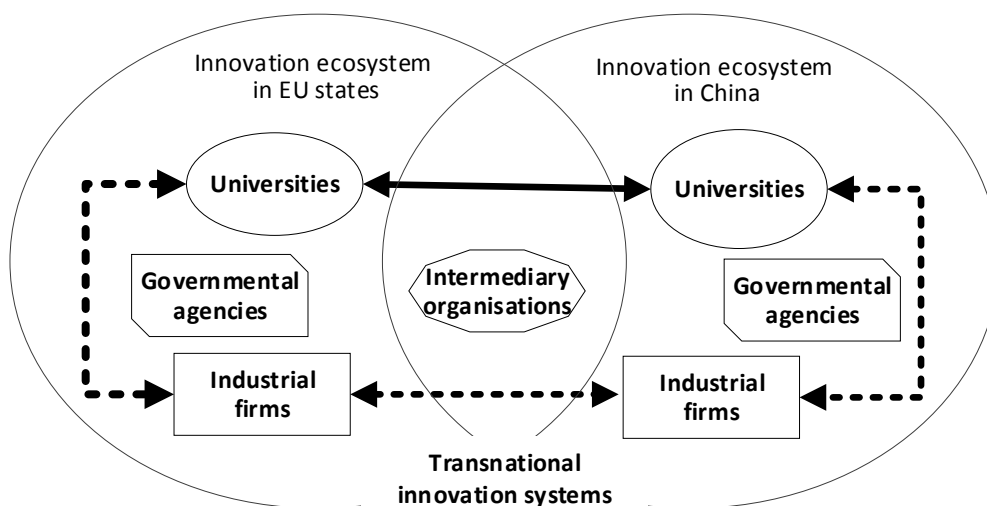 Innovation ecosystem
in EU states
Innovation ecosystem
in China
Universities
Universities
Governmental
agencies
Intermediary
organisations
Governmental
agencies
Industrial
firms
Industrial
firms
Transnational
innovation systems